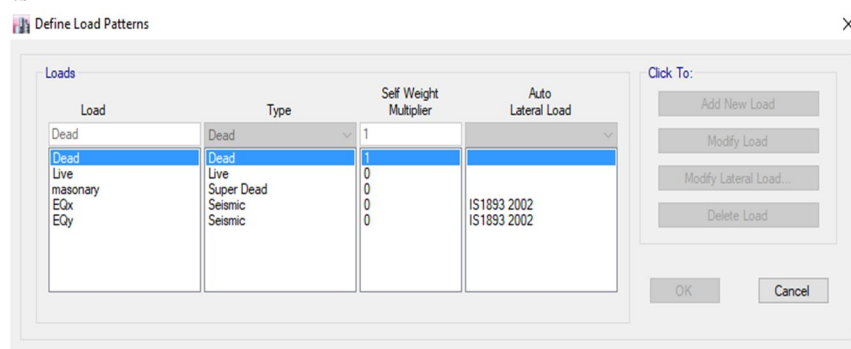 Define Load Patterns
Loads
Click To:
Load
Type
Self Weight
Multiplier
Auto
Lateral Load
Dead Dead 1
Dead Dead 1
Live Live 0
masonary Super Dead 0
EQx Seismic 0 IS1893 2002
EQy Seismic 0 IS1893 2002
Add New Load
Modify Load
Modify Lateral Load...
Delete Load
OK
Cancel